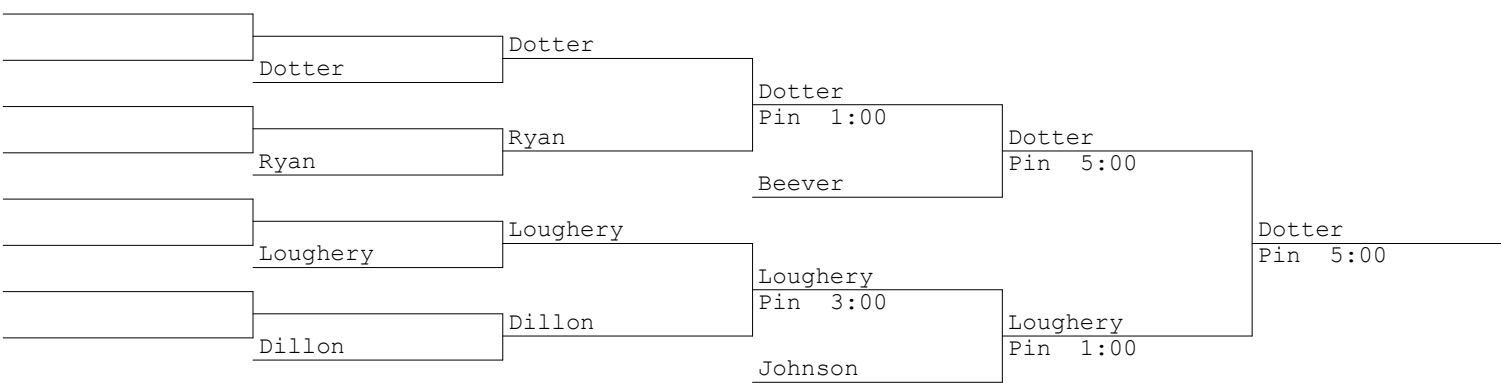 Dotter
Dotter
Dotter
Pin 1:00
Ryan
Dotter
Ryan
Pin 5:00
Beever
Loughery
Dotter
Loughery
Pin 5:00
Loughery
Pin 3:00
Dillon
Loughery
Dillon
Pin 1:00
Johnson